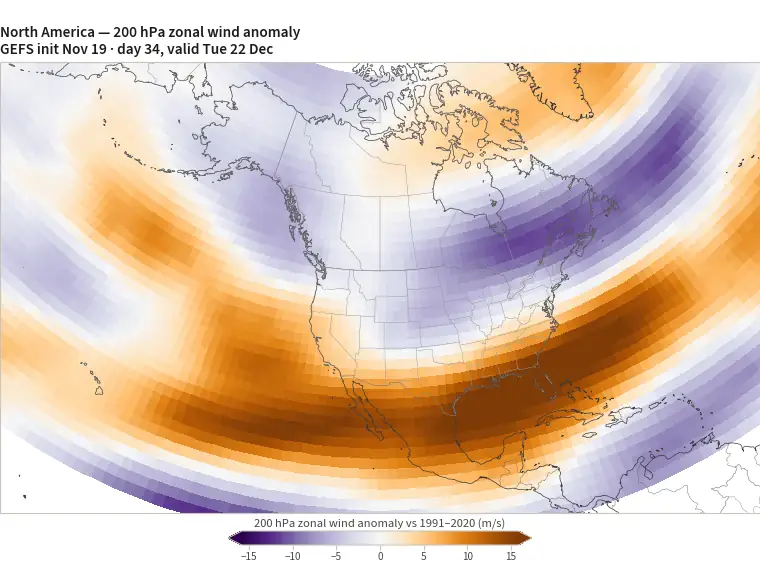 North America — 200 hPa zonal wind anomaly
GEFS init Nov 19 · day 34, valid Tue 22 Dec
200 hPa zonal wind anomaly vs 1991–2020 (m/s)
−15 −10 −5 0 5 10 15